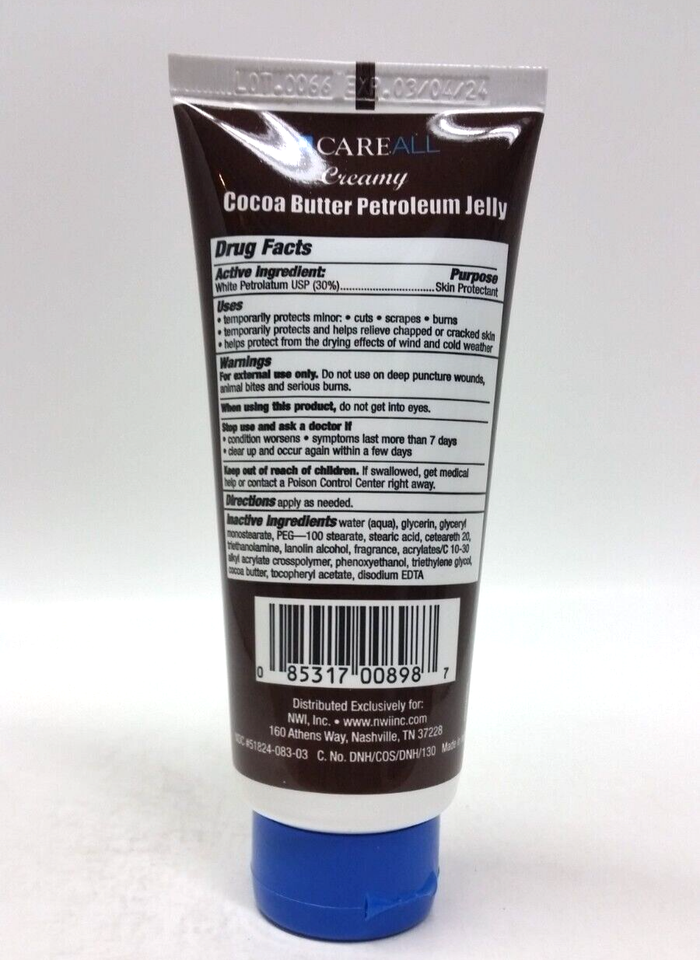 LOT.0066 EXP.03/04/24
CAREALL
Creamy
Cocoa Butter Petroleum Jelly
Drug Facts
Active Ingredient: Purpose
White Petrolatum USP (30%)..............................Skin Protectant
Uses
• temporarily protects minor: • cuts • scrapes • burns
• temporarily protects and helps relieve chapped or cracked skin
• helps protect from the drying effects of wind and cold weather
Warnings
For external use only. Do not use on deep puncture wounds,
animal bites and serious burns.
When using this product, do not get into eyes.
Stop use and ask a doctor if
• condition worsens • symptoms last more than 7 days
• clear up and occur again within a few days
Keep out of reach of children. If swallowed, get medical
help or contact a Poison Control Center right away.
Directions apply as needed.
Inactive Ingredients water (aqua), glycerin, glyceryl
monostearate, PEG—100 stearate, stearic acid, ceteareth 20,
triethanolamine, lanolin alcohol, fragrance, acrylates/C 10-30
alkyl acrylate crosspolymer, phenoxyethanol, triethylene glycol,
cocoa butter, tocopheryl acetate, disodium EDTA
0 85317 00898 7
Distributed Exclusively for:
NWI, Inc. • www.nwiinc.com
160 Athens Way, Nashville, TN 37228
#51824-083-03 C. No. DNH/COS/DNH/130 Made